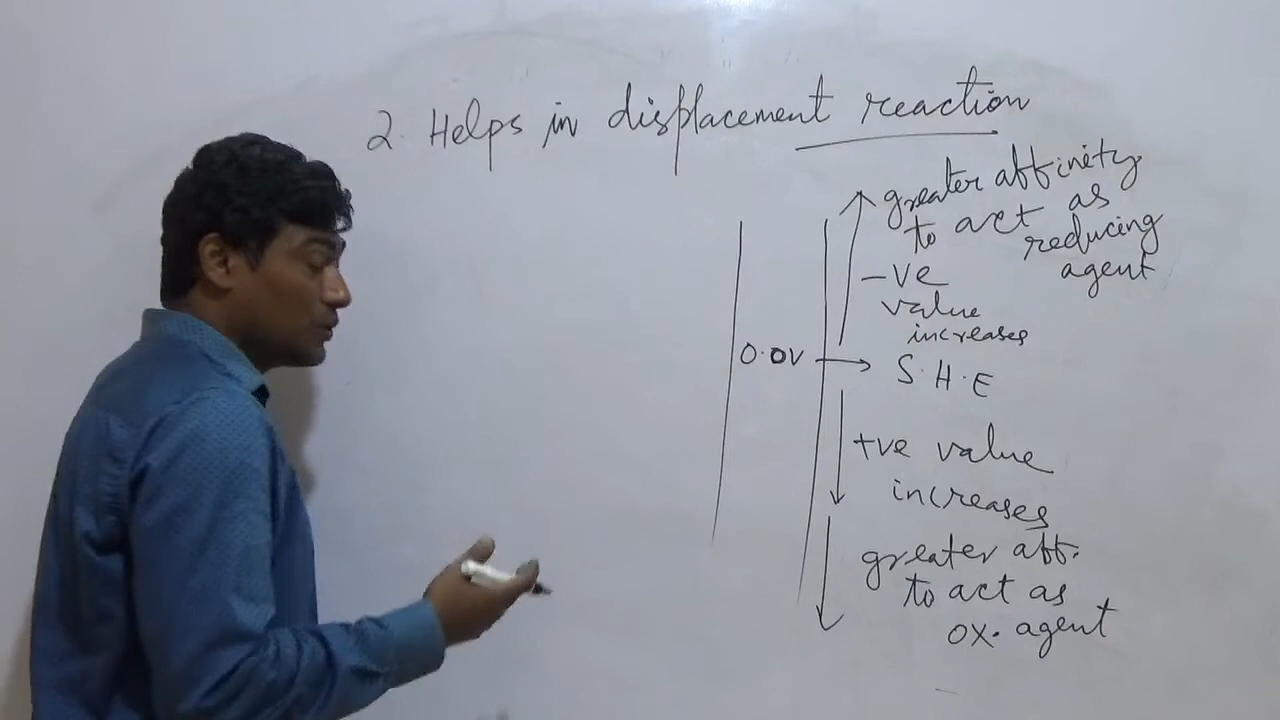 2. Helps in displacement reaction
greater affinity
to act as
reducing
agent
-ve
value
increases
0.0V → S.H.E
+ve value
increases
greater aff.
to act as
ox. agent